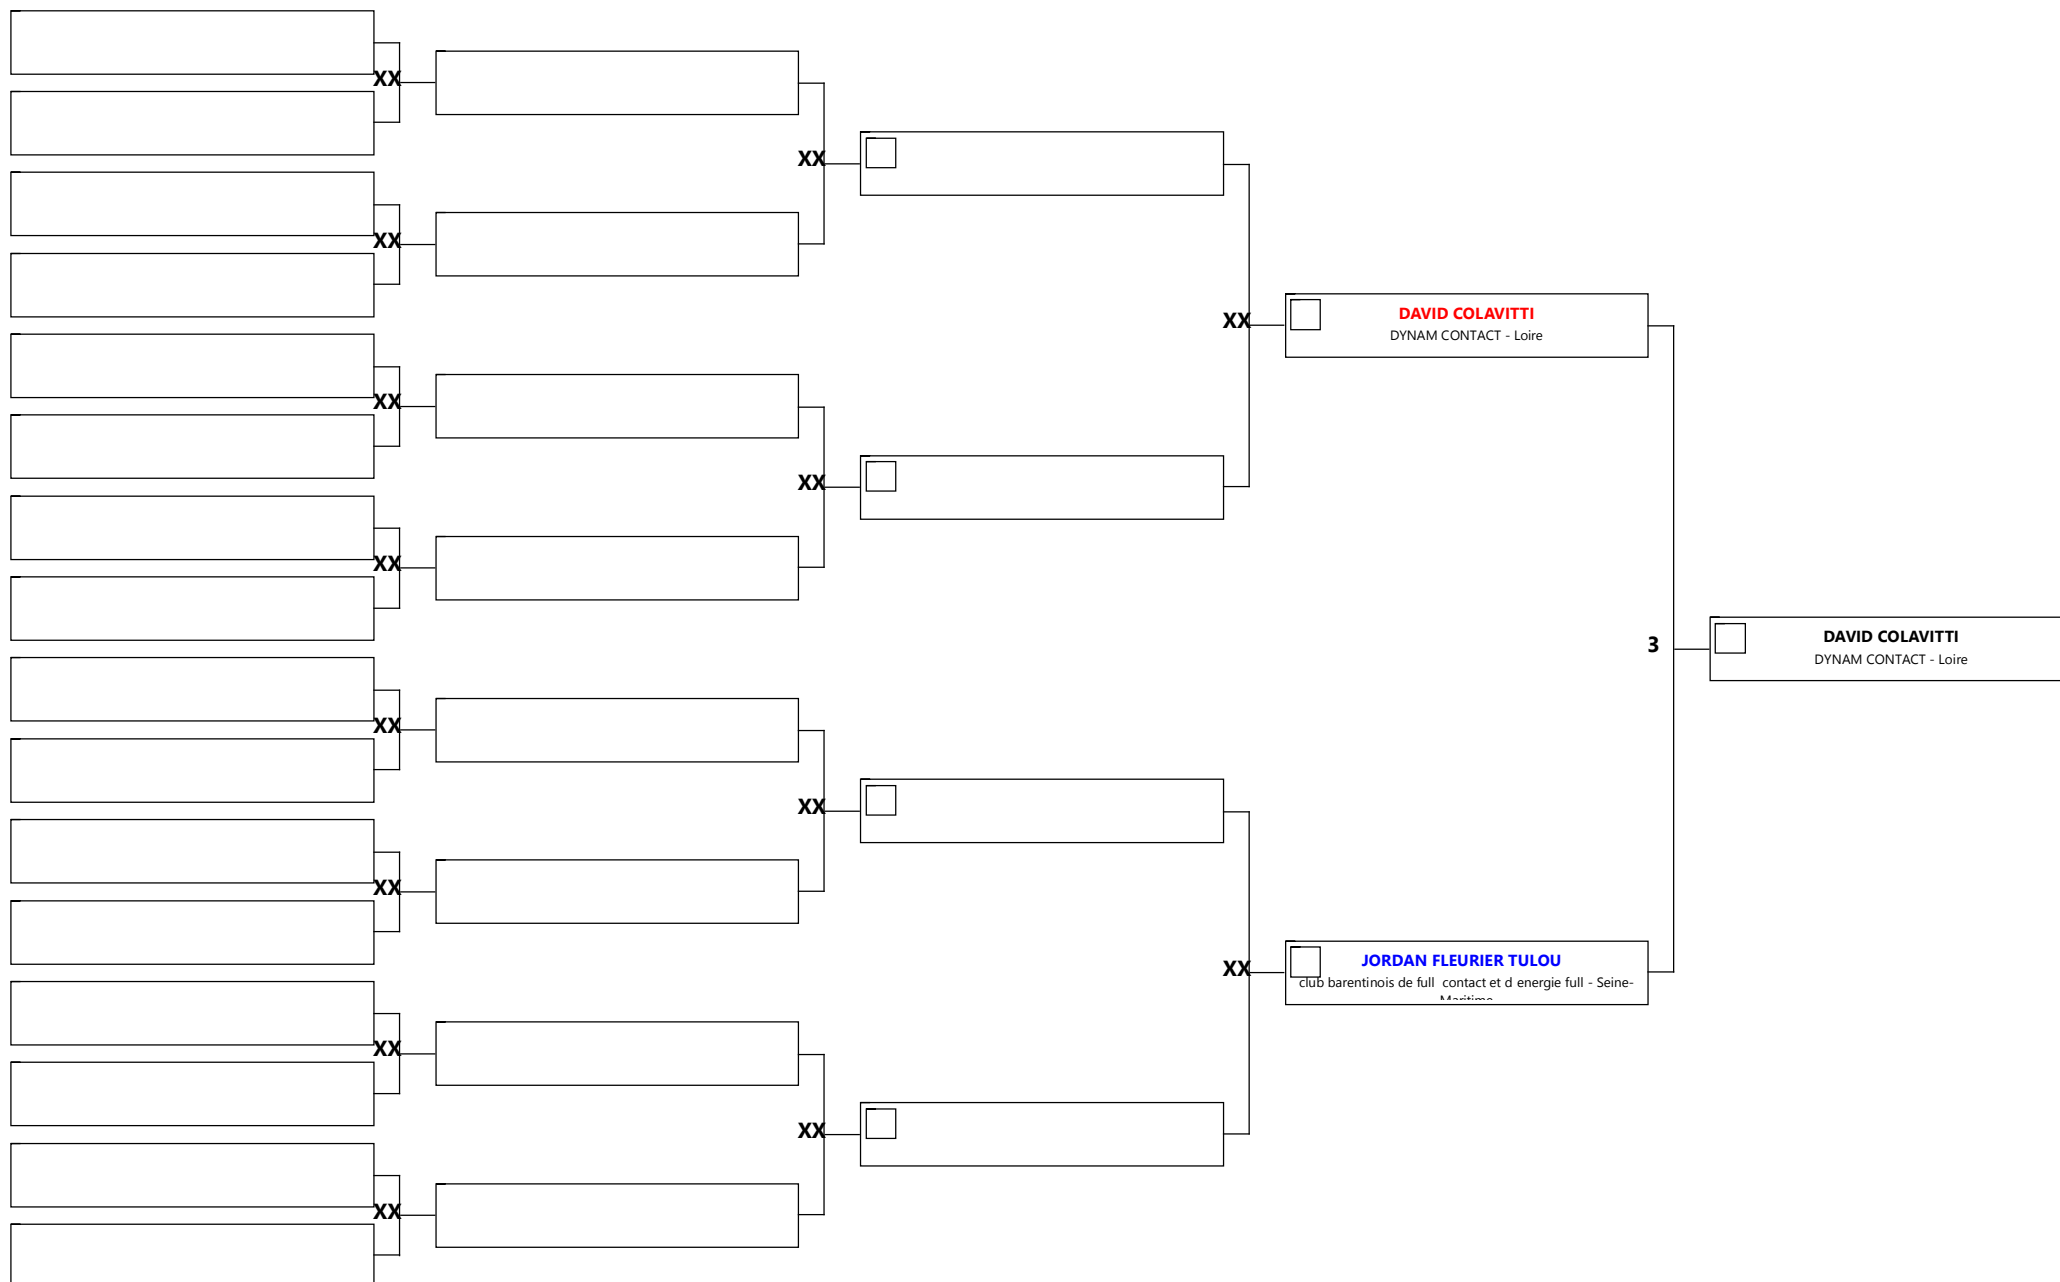 XX
XX
XX
XX
DAVID COLAVITTI
DYNAM CONTACT - Loire
XX
XX
XX
3
DAVID COLAVITTI
DYNAM CONTACT - Loire
XX
XX
XX
JORDAN FLEURIER TULOU
XX
club barentinois de full contact et d energie full - Seine-
Maritime
XX
XX
XX